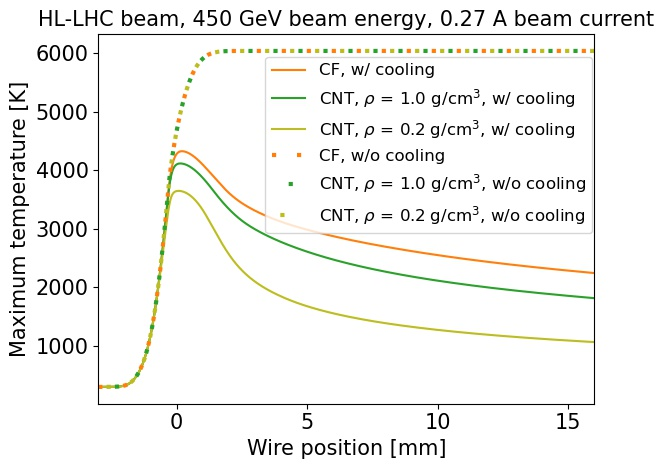 HL-LHC beam, 450 GeV beam energy, 0.27 A beam current
Maximum temperature [K]
6000
5000
4000
3000
2000
1000
CF, w/ cooling
CNT, ρ = 1.0 g/cm³, w/ cooling
CNT, ρ = 0.2 g/cm³, w/ cooling
CF, w/o cooling
CNT, ρ = 1.0 g/cm³, w/o cooling
CNT, ρ = 0.2 g/cm³, w/o cooling
0 5 10 15
Wire position [mm]